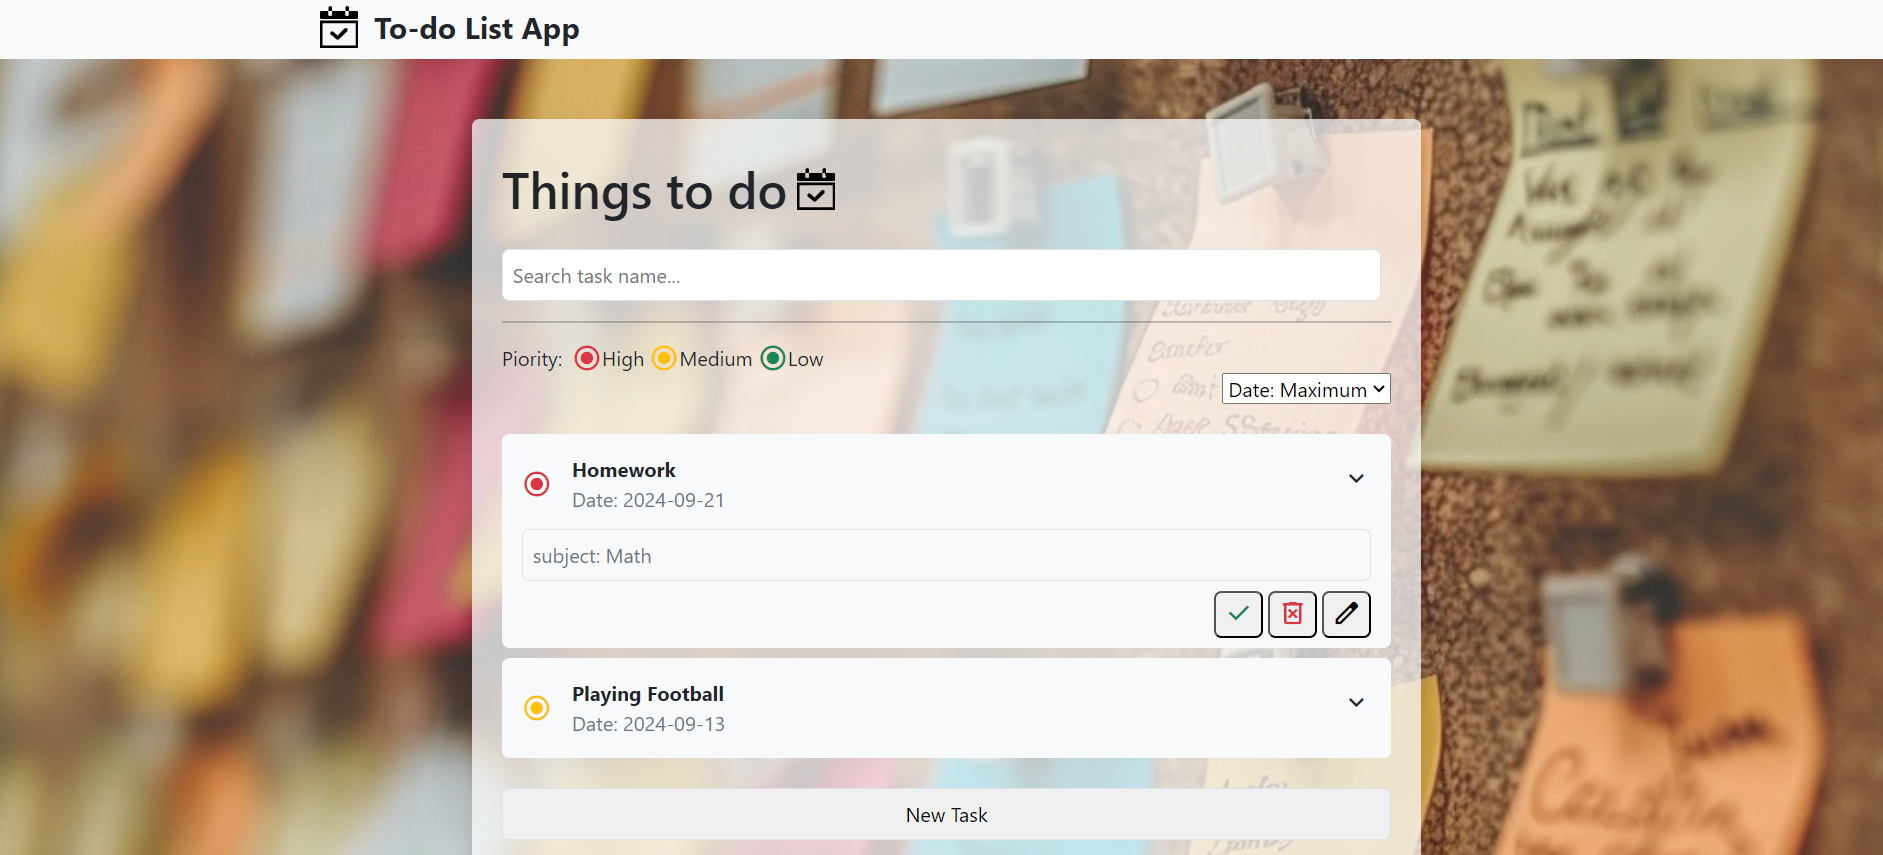 To-do List App
Things to do
Search task name...
Piority: High Medium Low
Date: Maximum
Homework
Date: 2024-09-21
subject: Math
Playing Football
Date: 2024-09-13
New Task